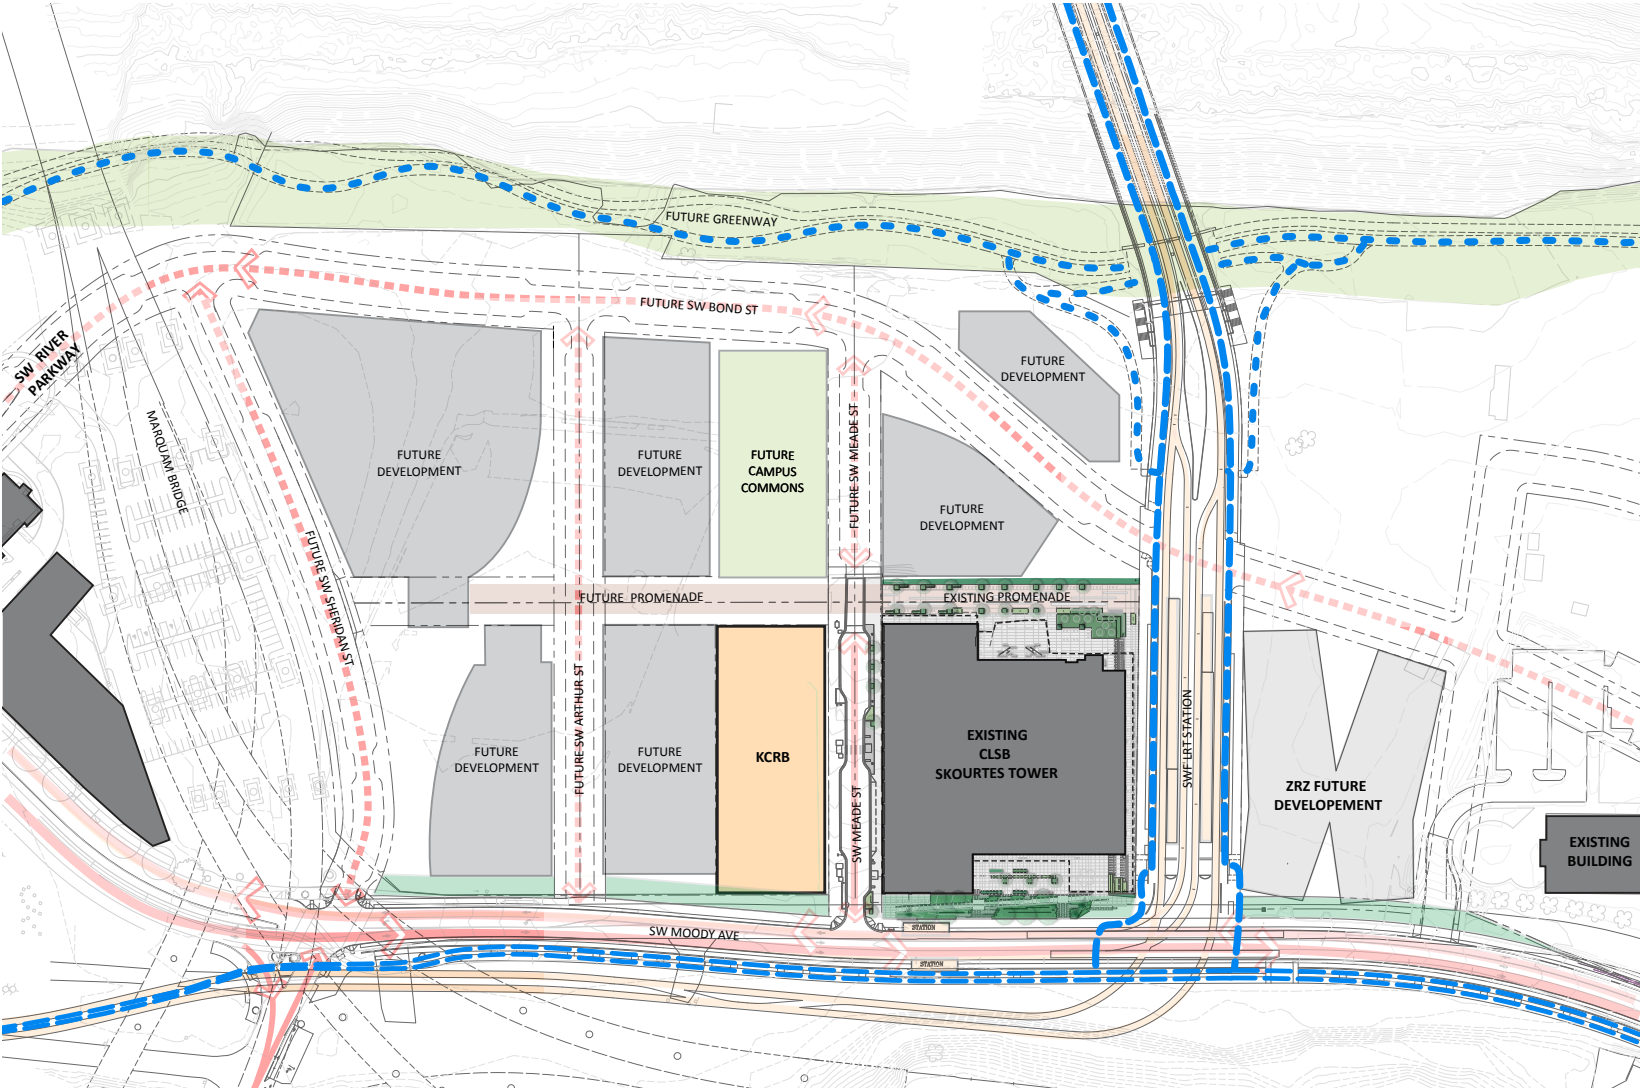 FUTURE GREENWAY
FUTURE SW BOND ST
SW RIVER
PARKWAY
MARQUAM BRIDGE
FUTURE
DEVELOPMENT
FUTURE
DEVELOPMENT
FUTURE
CAMPUS
COMMONS
FUTURE SW MEADE ST
FUTURE
DEVELOPMENT
FUTURE
DEVELOPMENT
FUTURE SW SHERIDAN ST
FUTURE PROMENADE
EXISTING PROMENADE
FUTURE SW ARTHUR ST
FUTURE
DEVELOPMENT
FUTURE
DEVELOPMENT
KCRB
SW MEADE ST
EXISTING
CLSB
SKOURTES TOWER
SWF LRT STATION
ZRZ FUTURE
DEVELOPEMENT
EXISTING
BUILDING
SW MOODY AVE
STATION
STATION